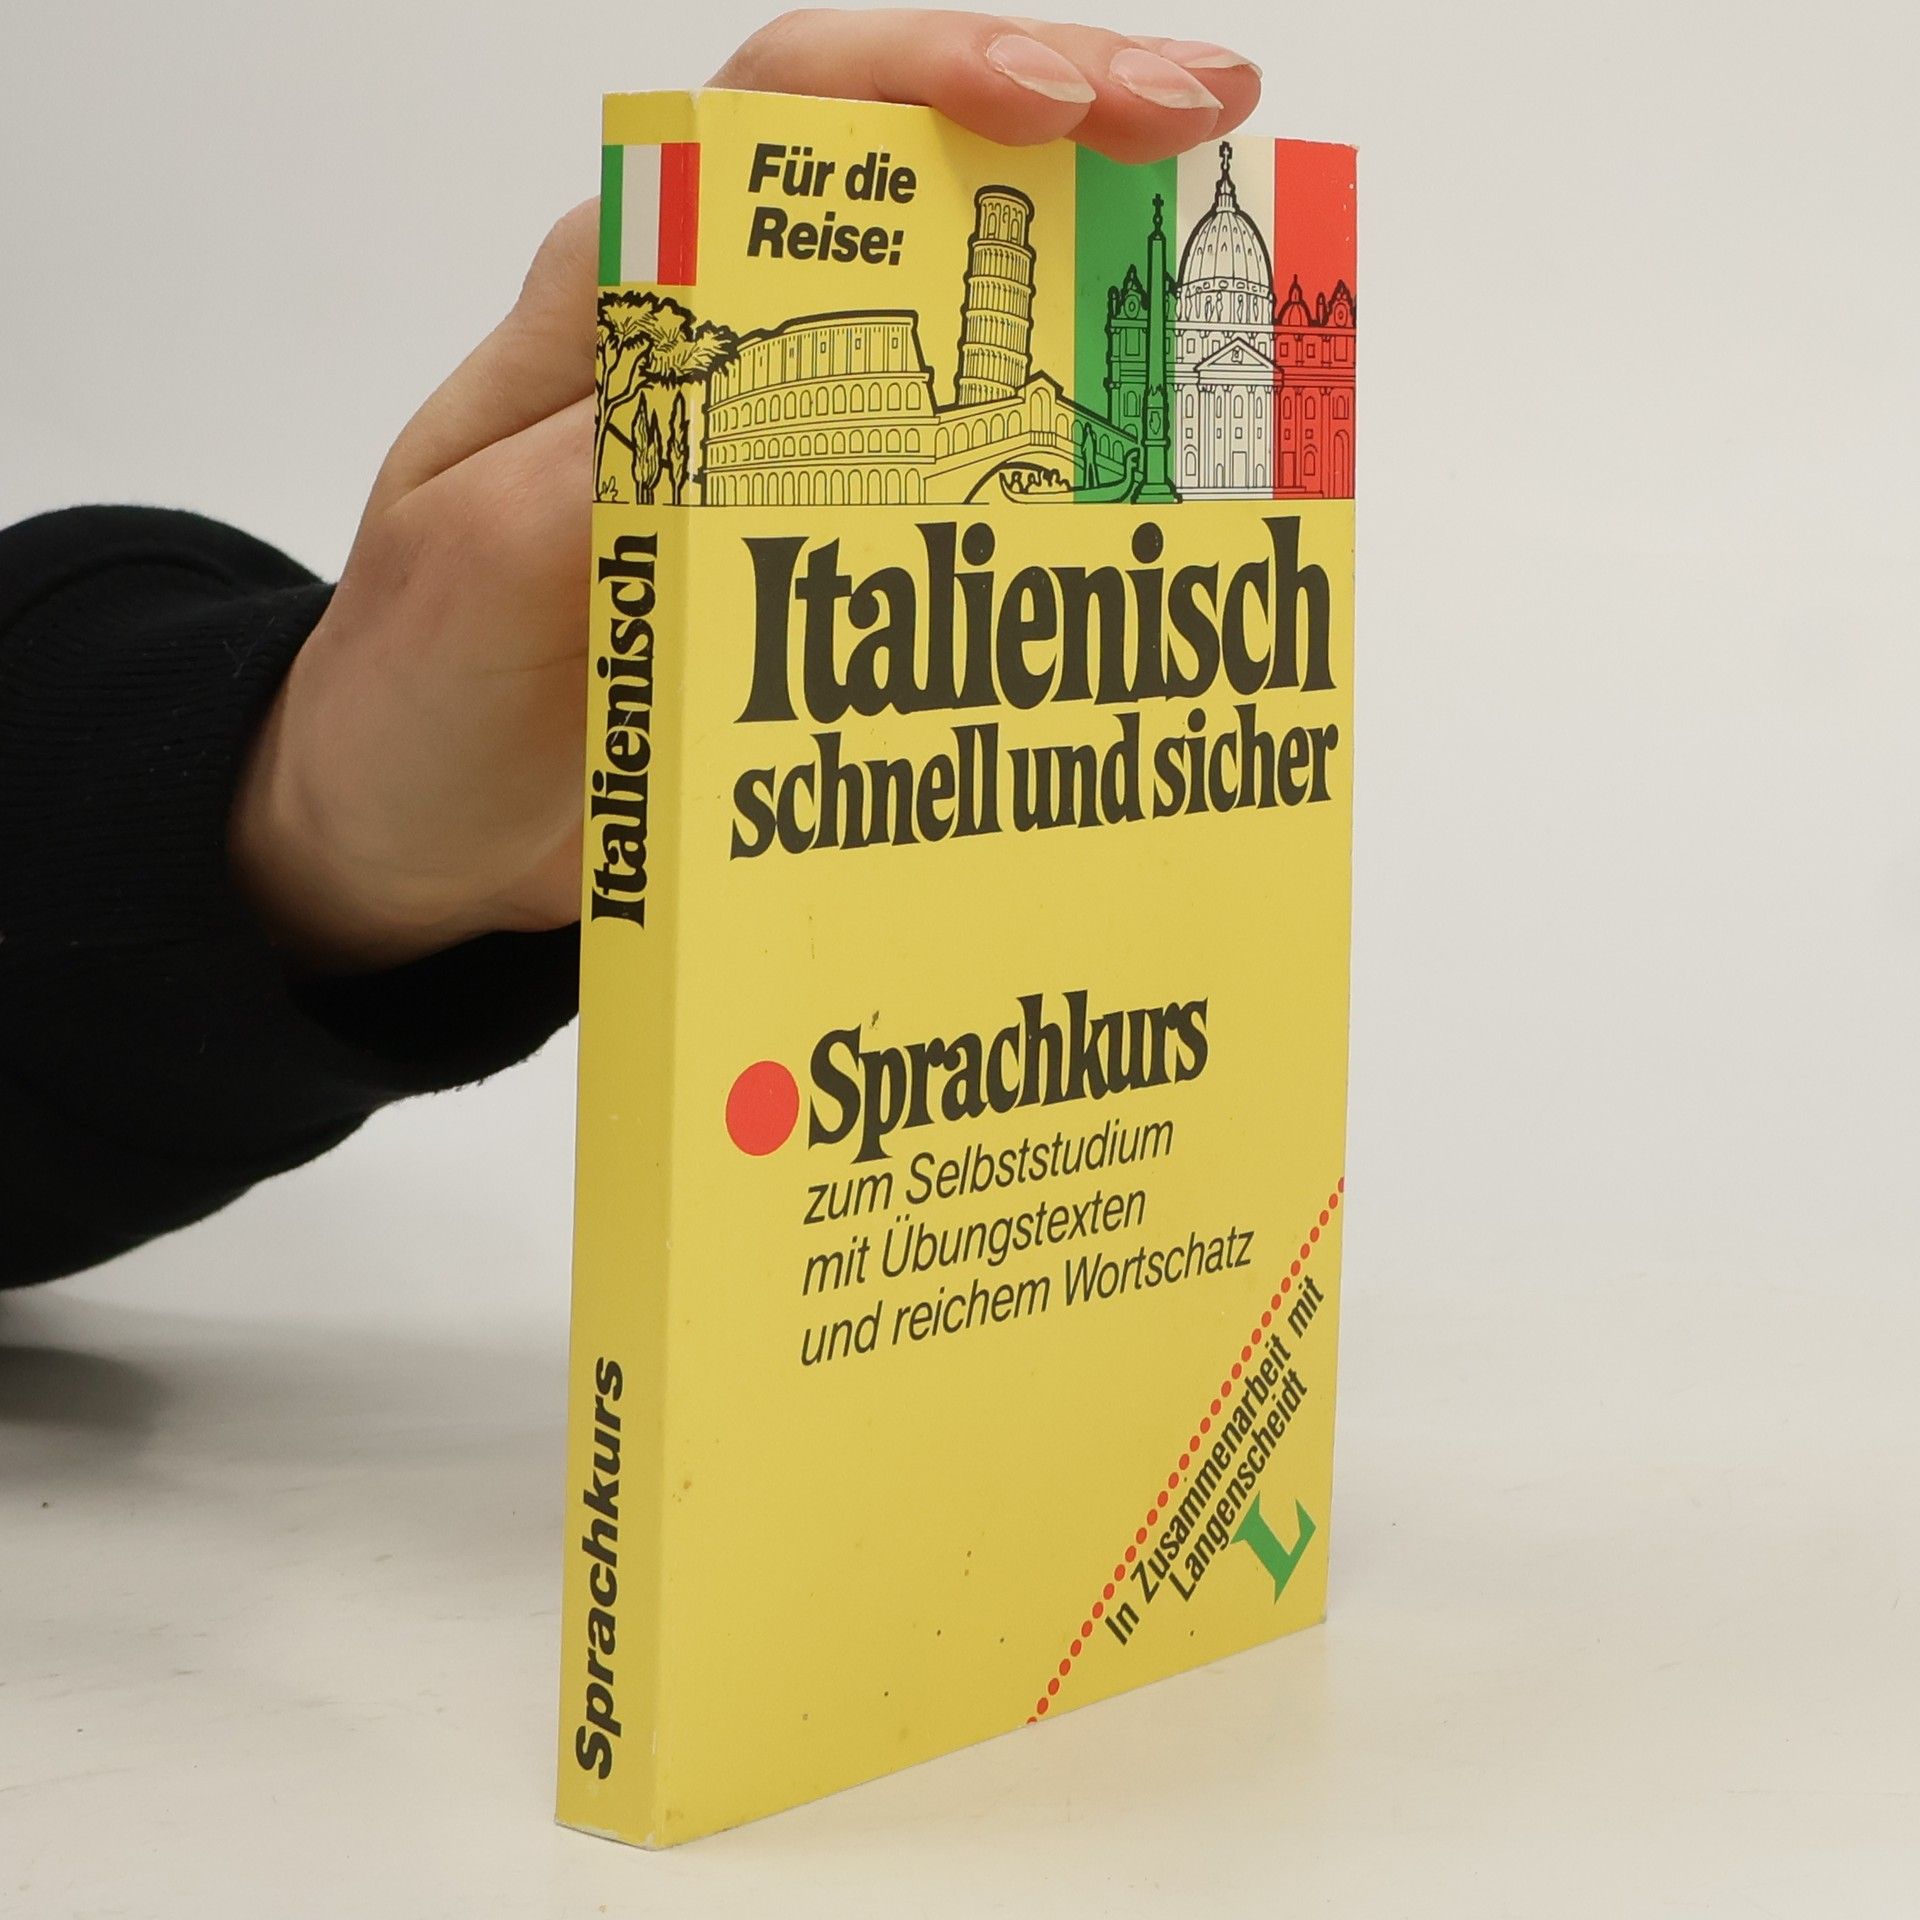 Für die
Reise:
Italienisch
schnell und sicher
Sprachkurs
zum Selbststudium
mit Übungstexten
und reichem Wortschatz
In Zusammenarbeit mit
Langenscheidt
L
Italienisch
Sprachkurs